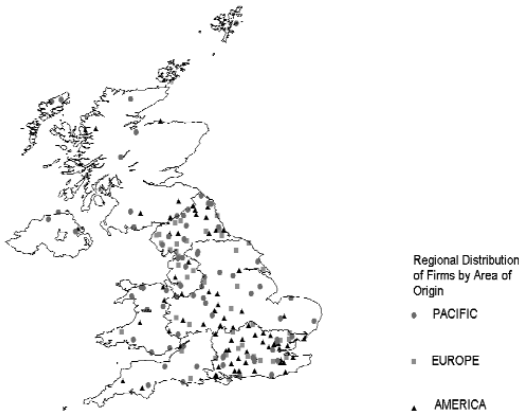 Regional Distribution
of Firms by Area of
Origin
PACIFIC
EUROPE
AMERICA